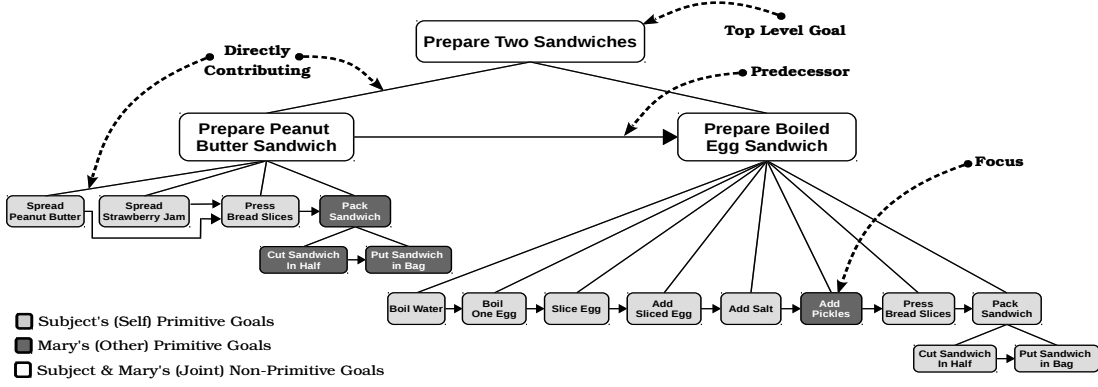 Prepare Two Sandwiches
Top Level Goal
Directly
Contributing
Predecessor
Prepare Peanut
Butter Sandwich
Prepare Boiled
Egg Sandwich
Focus
Spread
Peanut Butter
Spread
Strawberry Jam
Press
Bread Slices
Pack
Sandwich
Cut Sandwich
In Half
Put Sandwich
in Bag
Boil Water
Boil
One Egg
Slice Egg
Add
Sliced Egg
Add Salt
Add
Pickles
Press
Bread Slices
Pack
Sandwich
Cut Sandwich
In Half
Put Sandwich
in Bag
Subject's (Self) Primitive Goals
Mary's (Other) Primitive Goals
Subject & Mary's (Joint) Non-Primitive Goals